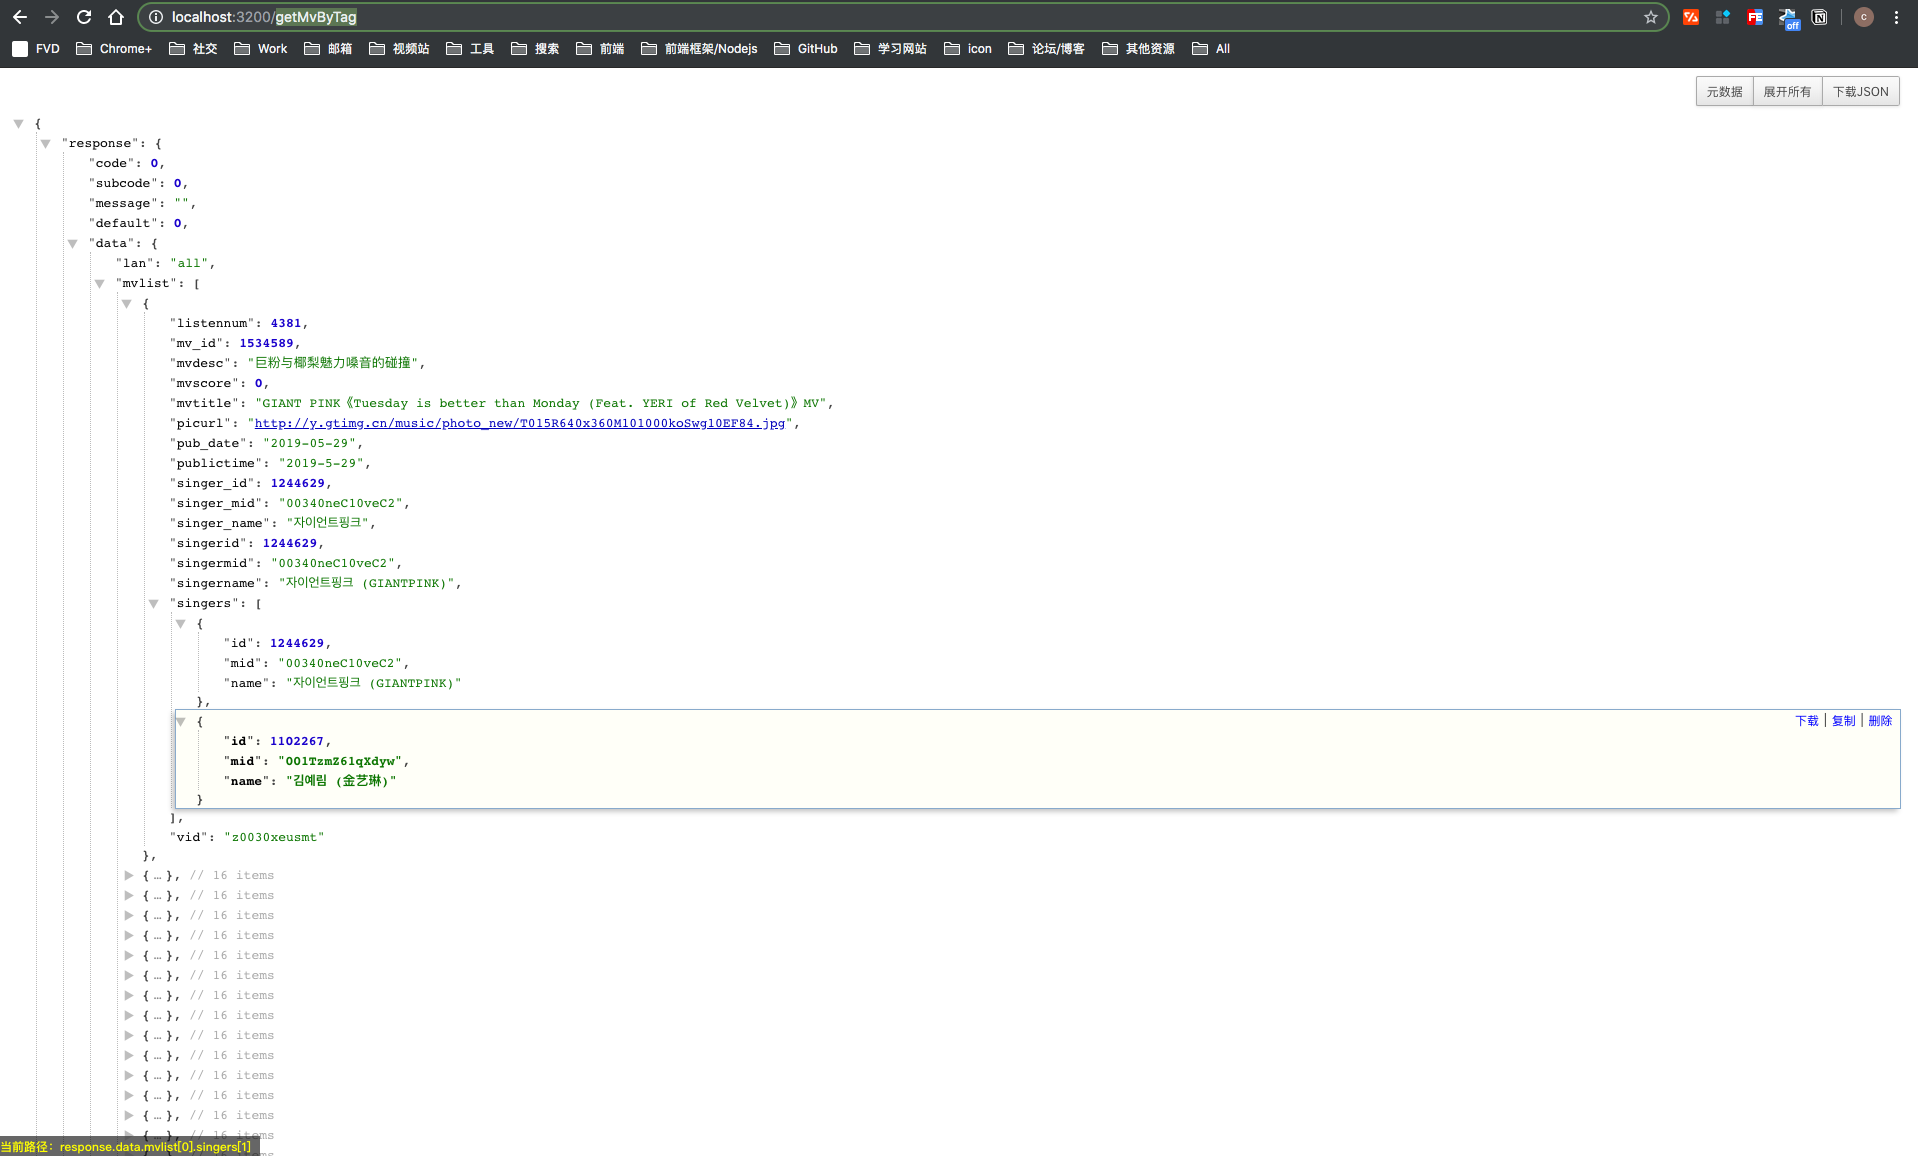 localhost:3200/getMvByTag
FVD Chrome+ 社交 Work 邮箱 视频站 工具 搜索 前端 前端框架/Nodejs GitHub 学习网站 icon 论坛/博客 其他资源 All
off
c
元数据 展开所有 下载JSON
{
"response": {
"code": 0,
"subcode": 0,
"message": "",
"default": 0,
"data": {
"lan": "all",
"mvlist": [
{
"listennum": 4381,
"mv_id": 1534589,
"mvdesc": "巨粉与椰梨魅力嗓音的碰撞",
"mvscore": 0,
"mvtitle": "GIANT PINK《Tuesday is better than Monday (Feat. YERI of Red Velvet)》MV",
"picurl": "http://y.gtimg.cn/music/photo_new/T015R640x360M101000koSwg10EF84.jpg",
"pub_date": "2019-05-29",
"publictime": "2019-5-29",
"singer_id": 1244629,
"singer_mid": "00340neC10veC2",
"singer_name": "자이언트핑크",
"singerid": 1244629,
"singermid": "00340neC10veC2",
"singername": "자이언트핑크 (GIANTPINK)",
"singers": [
{
"id": 1244629,
"mid": "00340neC10veC2",
"name": "자이언트핑크 (GIANTPINK)"
},
{
下载 | 复制 | 删除
"id": 1102267,
"mid": "001TzmZ61qXdyw",
"name": "김예림 (金艺琳)"
}
],
"vid": "z0030xeusmt"
},
{ … }, // 16 items
{ … }, // 16 items
{ … }, // 16 items
{ … }, // 16 items
{ … }, // 16 items
{ … }, // 16 items
{ … }, // 16 items
{ … }, // 16 items
{ … }, // 16 items
{ … }, // 16 items
{ … }, // 16 items
{ … }, // 16 items
{ … }, // 16 items
{ … }, // 16 items
当前路径：response.data.mvlist[0].singers[1]